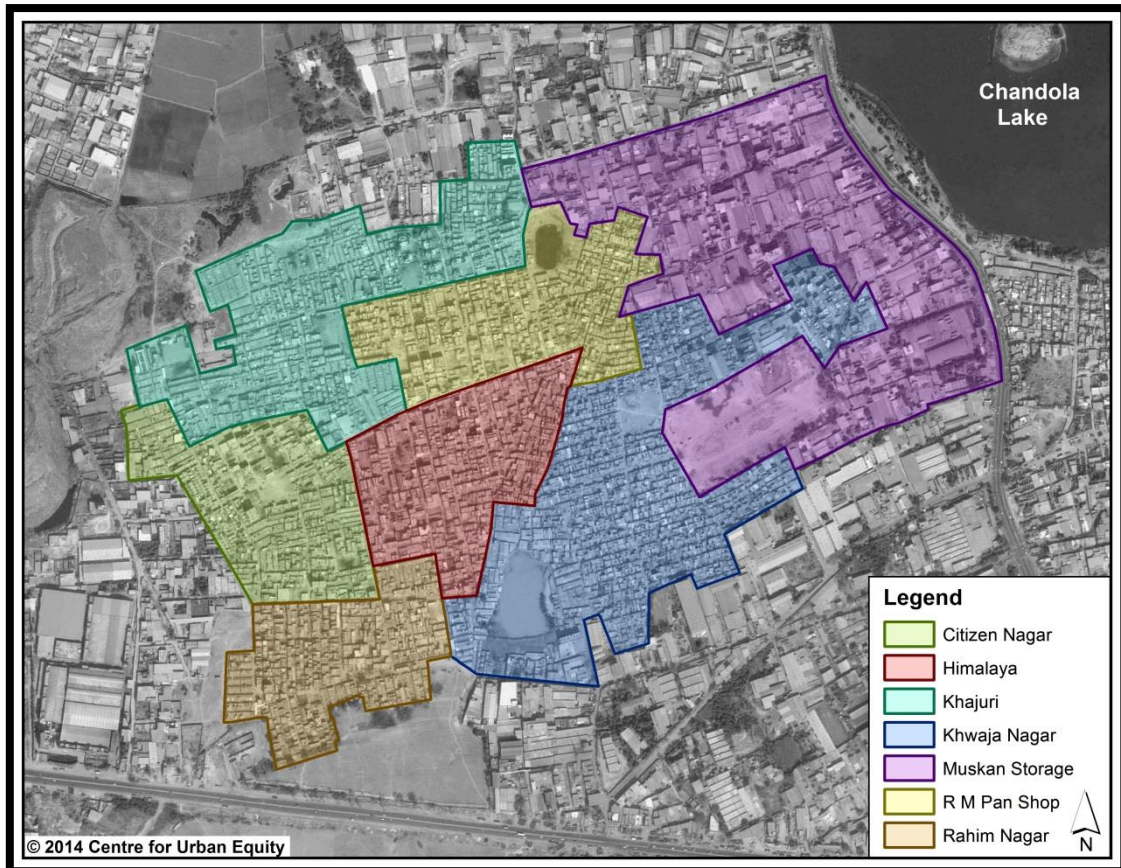 Chandola
Lake
Legend
Citizen Nagar
Himalaya
Khajuri
Khwaja Nagar
Muskan Storage
R M Pan Shop
Rahim Nagar
N
© 2014 Centre for Urban Equity